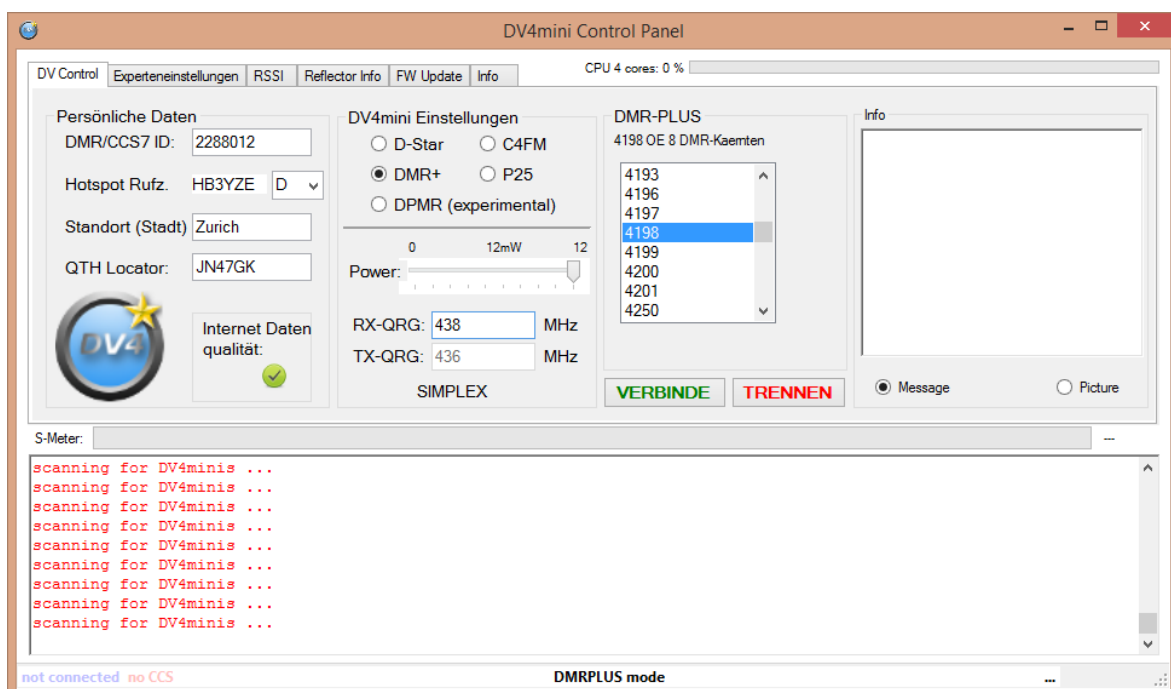 DV4mini Control Panel
DV Control Experteneinstellungen RSSI Reflector Info FW Update Info
CPU 4 cores: 0 %
Persönliche Daten
DMR/CCS7 ID: 2288012
Hotspot Rufz. HB3YZE D
Standort (Stadt) Zurich
QTH Locator: JN47GK
DV4
Internet Daten
qualität:
DV4mini Einstellungen
D-Star C4FM
DMR+ P25
DPMR (experimental)
0 12mW 12
Power:
RX-QRG: 438 MHz
TX-QRG: 436 MHz
SIMPLEX
DMR-PLUS
4198 OE 8 DMR-Kaernten
4193
4196
4197
4198
4199
4200
4201
4250
VERBINDE TRENNEN
Info
Message Picture
S-Meter: ---
scanning for DV4minis ...
scanning for DV4minis ...
scanning for DV4minis ...
scanning for DV4minis ...
scanning for DV4minis ...
scanning for DV4minis ...
scanning for DV4minis ...
scanning for DV4minis ...
scanning for DV4minis ...
not connected no CCS DMRPLUS mode ...